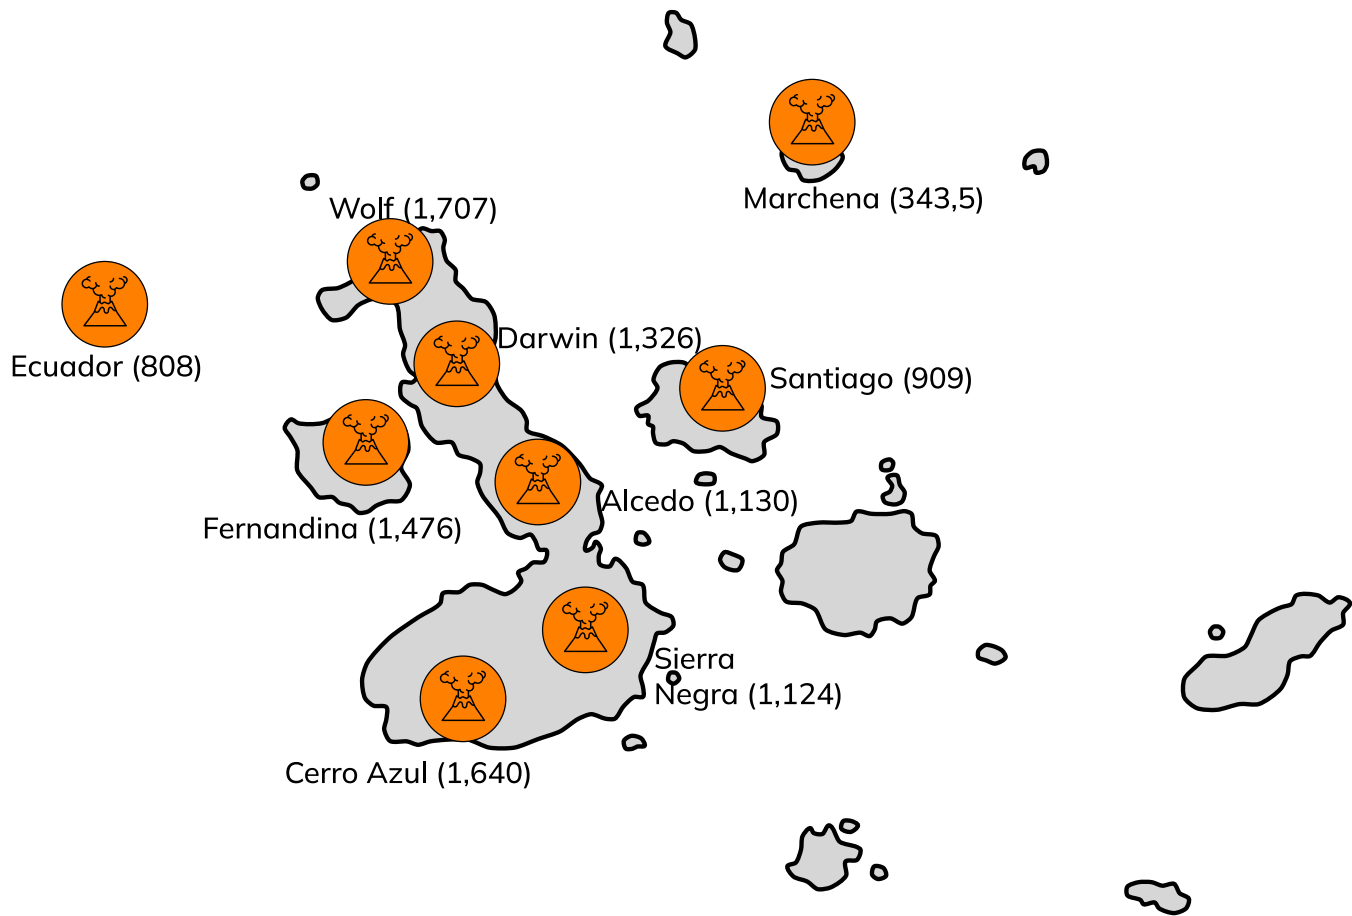 Marchena (343,5)
Wolf (1,707)
Darwin (1,326)
Ecuador (808)
Santiago (909)
Alcedo (1,130)
Fernandina (1,476)
Sierra
Negra (1,124)
Cerro Azul (1,640)